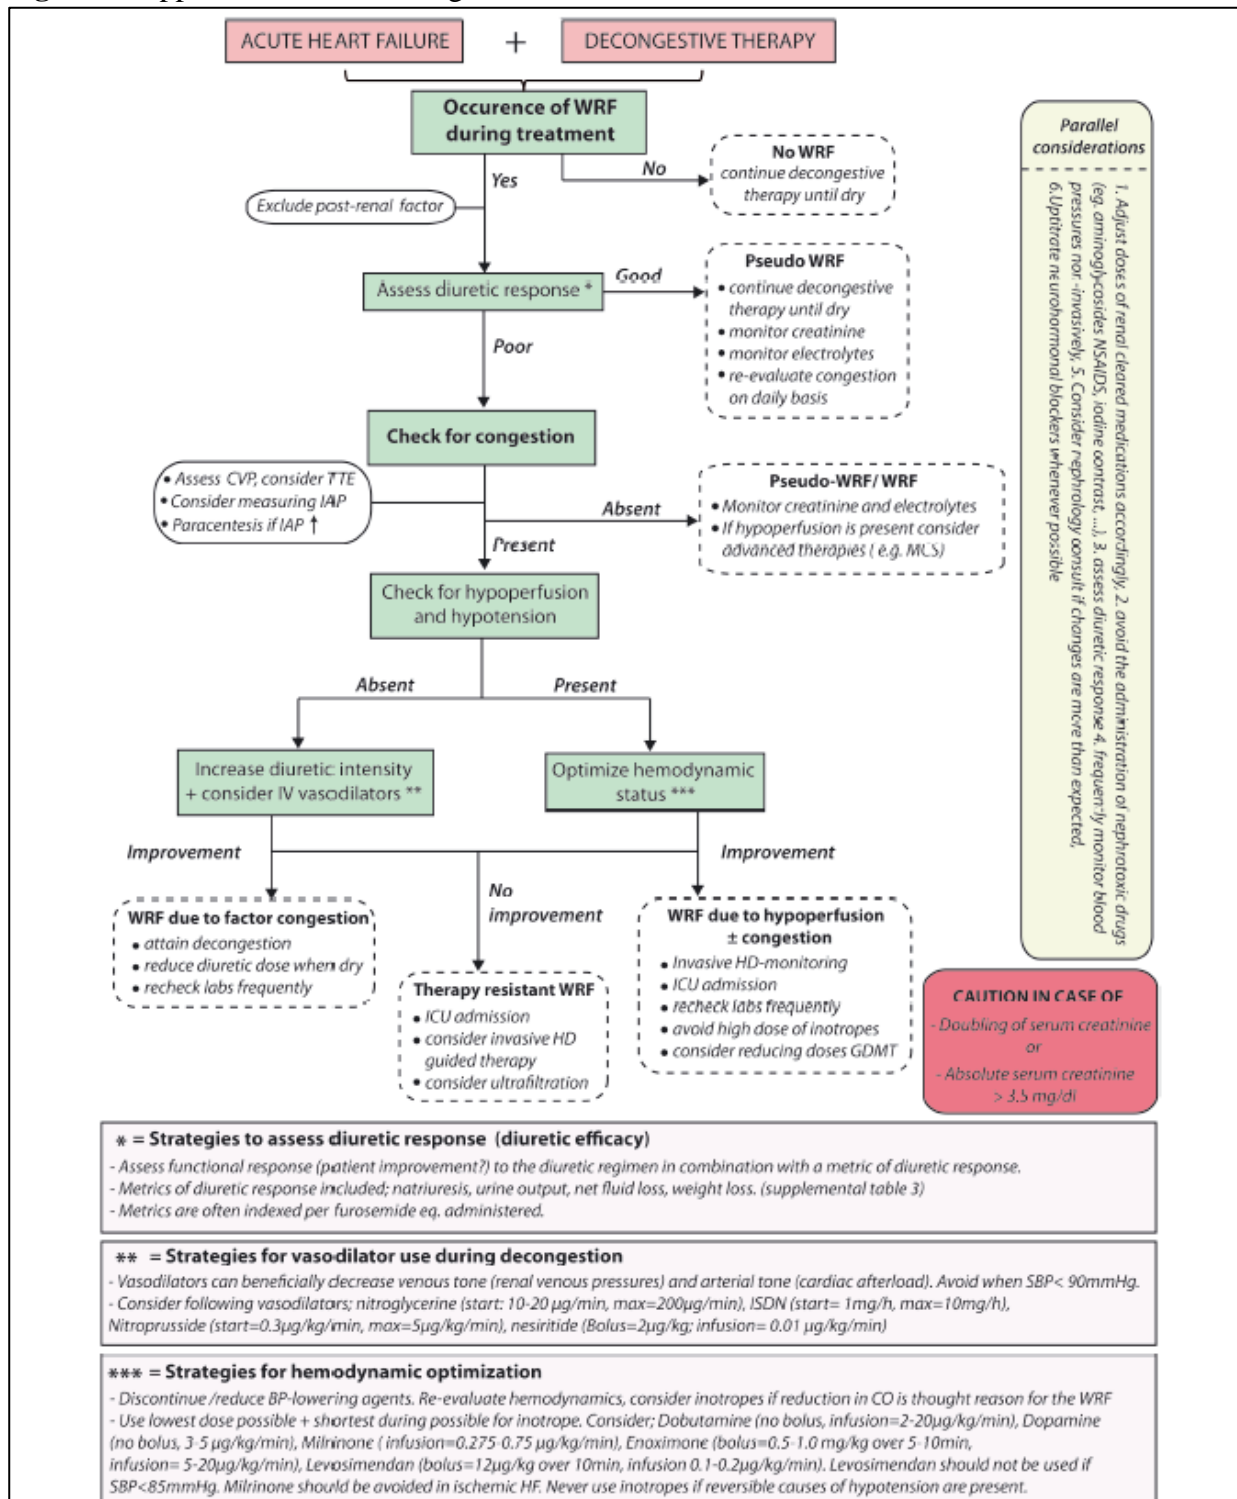 ACUTE HEART FAILURE
+
DECONGESTIVE THERAPY
Occurence of WRF
during treatment
No
No WRF
continue decongestive
therapy until dry
Yes
Exclude post-renal factor
Assess diuretic response *
Good
Pseudo WRF
• continue decongestive
therapy until dry
• monitor creatinine
• monitor electrolytes
• re-evaluate congestion
on daily basis
Poor
Check for congestion
• Assess CVP, consider TTE
• Consider measuring IAP
• Paracentesis if IAP ↑
Absent
Pseudo-WRF/ WRF
• Monitor creatinine and electrolytes
• If hypoperfusion is present consider
advanced therapies ( e.g. MCS)
Present
Check for hypoperfusion
and hypotension
Absent
Present
Increase diuretic intensity
+ consider IV vasodilators **
Optimize hemodynamic
status ***
Improvement
No
improvement
Improvement
WRF due to factor congestion
• attain decongestion
• reduce diuretic dose when dry
• recheck labs frequently
Therapy resistant WRF
• ICU admission
• consider invasive HD
guided therapy
• consider ultrafiltration
WRF due to hypoperfusion
± congestion
• Invasive HD-monitoring
• ICU admission
• recheck labs frequently
• avoid high dose of inotropes
• consider reducing doses GDMT
Parallel
considerations
1. Adjust doses of renal cleared medications accordingly, 2. avoid the administration of nephrotoxic drugs
(eg. aminoglycosides NSAIDS, iodine contrast, ...), 3. assess diuretic response 4. frequently monitor blood
pressures non-invasively, 5. Consider nephrology consult if changes are more than expected,
6.Uptitrate neurohormonal blockers whenever possible
CAUTION IN CASE OF
- Doubling of serum creatinine
or
- Absolute serum creatinine
> 3.5 mg/dl
* = Strategies to assess diuretic response (diuretic efficacy)
- Assess functional response (patient improvement?) to the diuretic regimen in combination with a metric of diuretic response.
- Metrics of diuretic response included; natriuresis, urine output, net fluid loss, weight loss. (supplemental table 3)
- Metrics are often indexed per furosemide eq. administered.
** = Strategies for vasodilator use during decongestion
- Vasodilators can beneficially decrease venous tone (renal venous pressures) and arterial tone (cardiac afterload). Avoid when SBP< 90mmHg.
- Consider following vasodilators; nitroglycerine (start: 10-20 µg/min, max=200µg/min), ISDN (start= 1mg/h, max=10mg/h),
Nitroprusside (start=0.3µg/kg/min, max=5µg/kg/min), nesiritide (Bolus=2µg/kg; infusion= 0.01 µg/kg/min)
*** = Strategies for hemodynamic optimization
- Discontinue /reduce BP-lowering agents. Re-evaluate hemodynamics, consider inotropes if reduction in CO is thought reason for the WRF
- Use lowest dose possible + shortest during possible for inotrope. Consider; Dobutamine (no bolus, infusion=2-20µg/kg/min), Dopamine
(no bolus, 3-5 µg/kg/min), Milrinone ( infusion=0.275-0.75 µg/kg/min), Enoximone (bolus=0.5-1.0 mg/kg over 5-10min,
infusion= 5-20µg/kg/min), Levosimendan (bolus=12µg/kg over 10min, infusion 0.1-0.2µg/kg/min). Levosimendan should not be used if
SBP<85mmHg. Milrinone should be avoided in ischemic HF. Never use inotropes if reversible causes of hypotension are present.